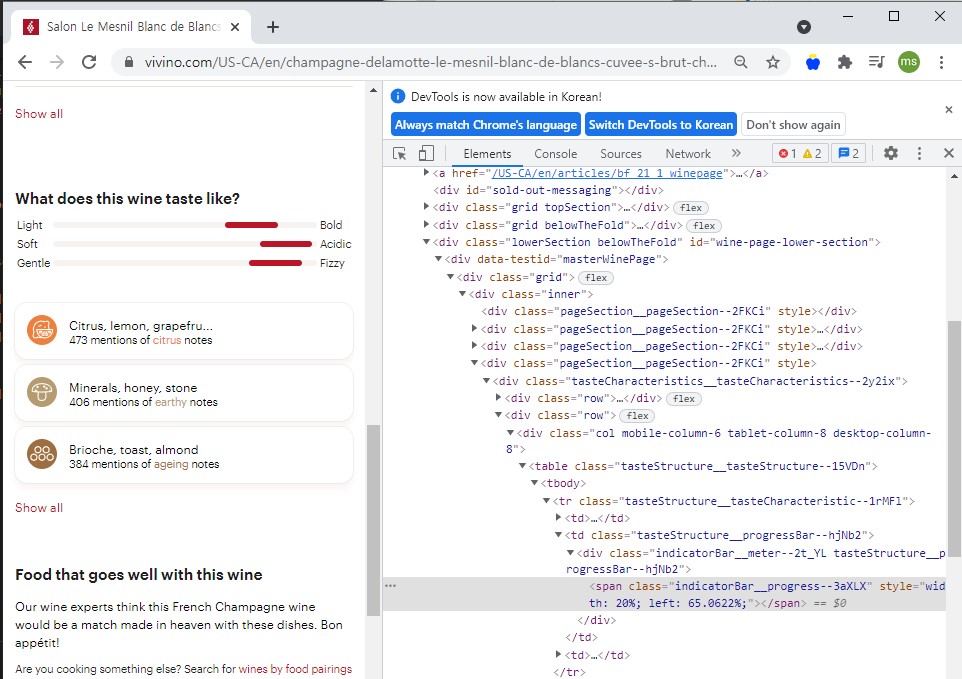 Salon Le Mesnil Blanc de Blancs
vivino.com/US-CA/en/champagne-delamotte-le-mesnil-blanc-de-blancs-cuvee-s-brut-ch...
ms
Show all
What does this wine taste like?
Light Bold
Soft Acidic
Gentle Fizzy
Citrus, lemon, grapefru...
473 mentions of citrus notes
Minerals, honey, stone
406 mentions of earthy notes
Brioche, toast, almond
384 mentions of ageing notes
Show all
Food that goes well with this wine
Our wine experts think this French Champagne wine
would be a match made in heaven with these dishes. Bon
appétit!
Are you cooking something else? Search for wines by food pairings
DevTools is now available in Korean!
Always match Chrome's language Switch DevTools to Korean Don't show again
Elements Console Sources Network » 1 2 2
<a href="/US-CA/en/articles/bf_21_1_winepage">…</a>
<div id="sold-out-messaging"></div>
<div class="grid topSection">…</div> flex
<div class="grid belowTheFold">…</div> flex
<div class="lowerSection belowTheFold" id="wine-page-lower-section">
<div data-testid="masterWinePage">
<div class="grid"> flex
<div class="inner">
<div class="pageSection__pageSection--2FKCi" style></div>
<div class="pageSection__pageSection--2FKCi" style>…</div>
<div class="pageSection__pageSection--2FKCi" style>…</div>
<div class="pageSection__pageSection--2FKCi" style>
<div class="tasteCharacteristics__tasteCharacteristics--2y2ix">
<div class="row">…</div> flex
<div class="row"> flex
<div class="col mobile-column-6 tablet-column-8 desktop-column-
8">
<table class="tasteStructure__tasteStructure--15VDn">
<tbody>
<tr class="tasteStructure__tasteCharacteristic--1rMFl">
<td>…</td>
<td class="tasteStructure__progressBar--hjNb2">
<div class="indicatorBar__meter--2t_YL tasteStructure__p
rogressBar--hjNb2">
<span class="indicatorBar__progress--3aXLX" style="wid
th: 20%; left: 65.0622%;"></span> == $0
</div>
</td>
<td>…</td>
</tr>